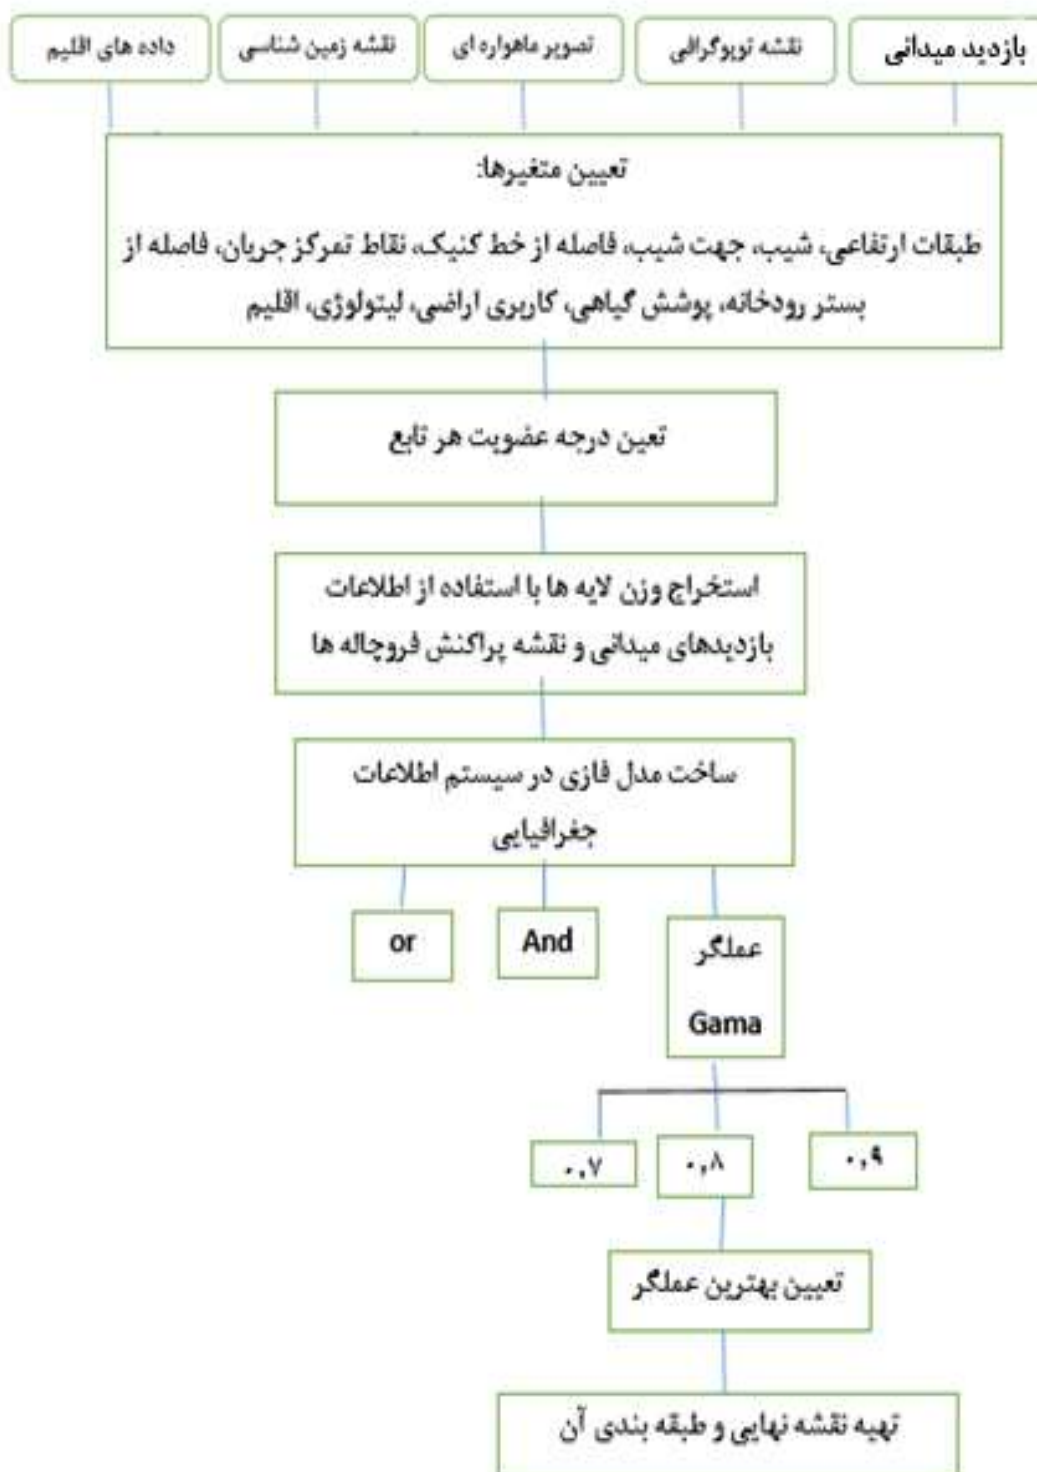 بازدید میدانی
نقشه توپوگرافی
تصویر ماهواره ای
نقشه زمین شناسی
داده های اقلیم
تعیین متغیرها:
طبقات ارتفاعی، شیب، جهت شیب، فاصله از خط کنیک، نقاط تمرکز جریان، فاصله از
بستر رودخانه، پوشش گیاهی، کاربری اراضی، لیتولوژی، اقلیم
تعین درجه عضویت هر تابع
استخراج وزن لایه ها با استفاده از اطلاعات
بازدیدهای میدانی و نقشه پراکنش فروچاله ها
ساخت مدل فازی در سیستم اطلاعات
جغرافیایی
عملگر
Gama
And
or
۰,۹
۰,۸
۰,۷
تعیین بهترین عملگر
تهیه نقشه نهایی و طبقه بندی آن